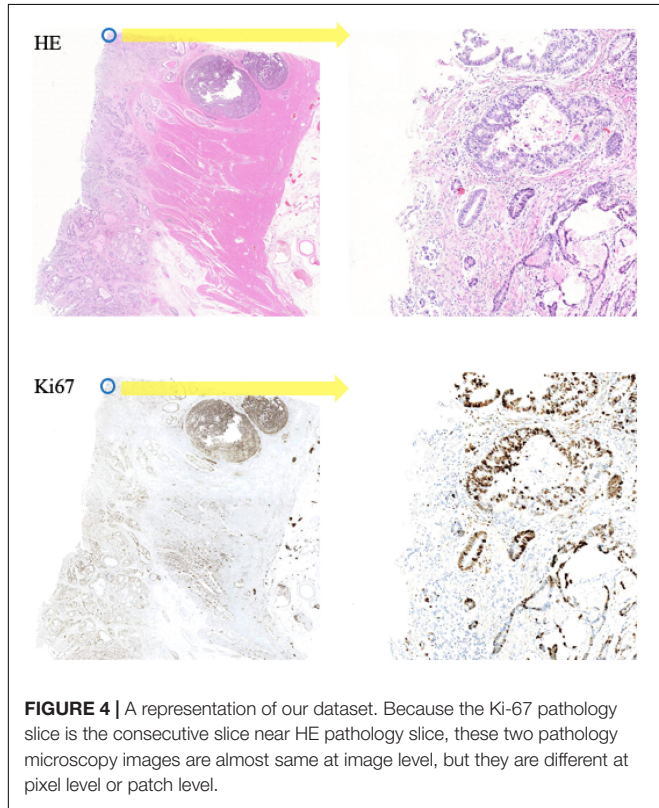 HE
Ki67
FIGURE 4 | A representation of our dataset. Because the Ki-67 pathology
slice is the consecutive slice near HE pathology slice, these two pathology
microscopy images are almost same at image level, but they are different at
pixel level or patch level.